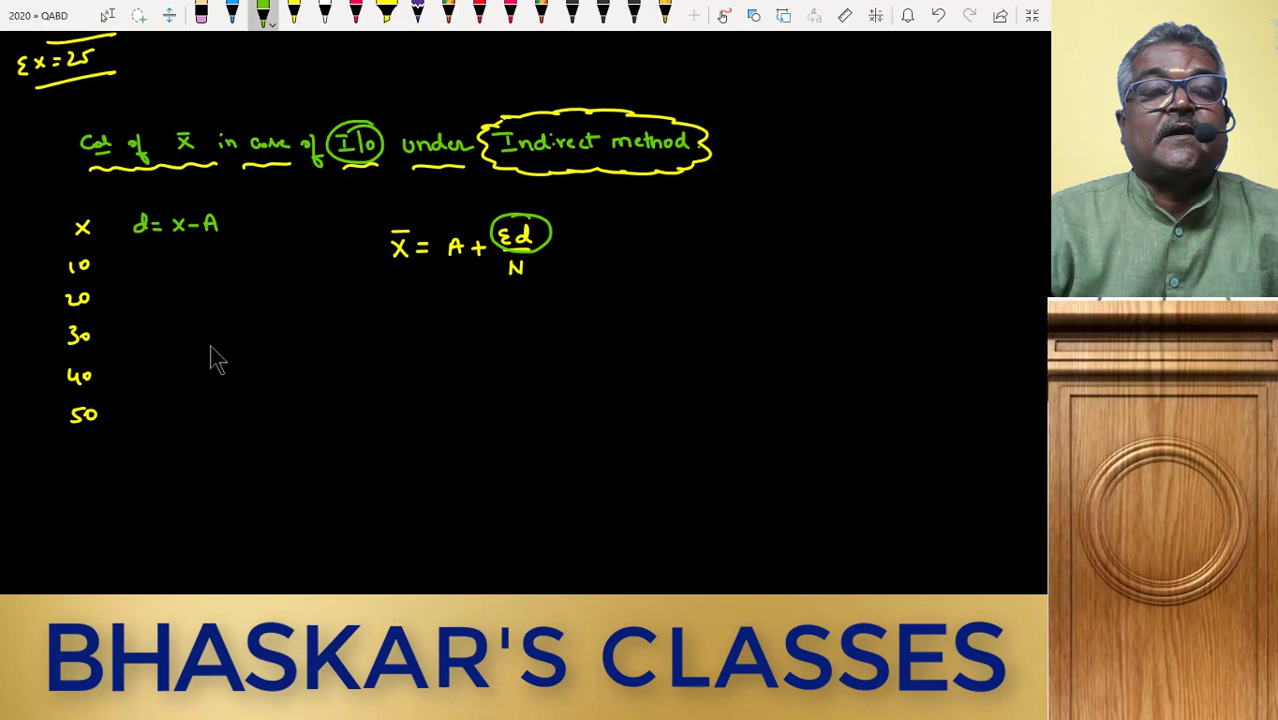 2020 » QABD
Σx=25
Cal of x̄ in case of I/o under Indirect method
x d= x-A
X̄= A+ Σd/N
10
20
30
40
50
BHASKAR'S CLASSES